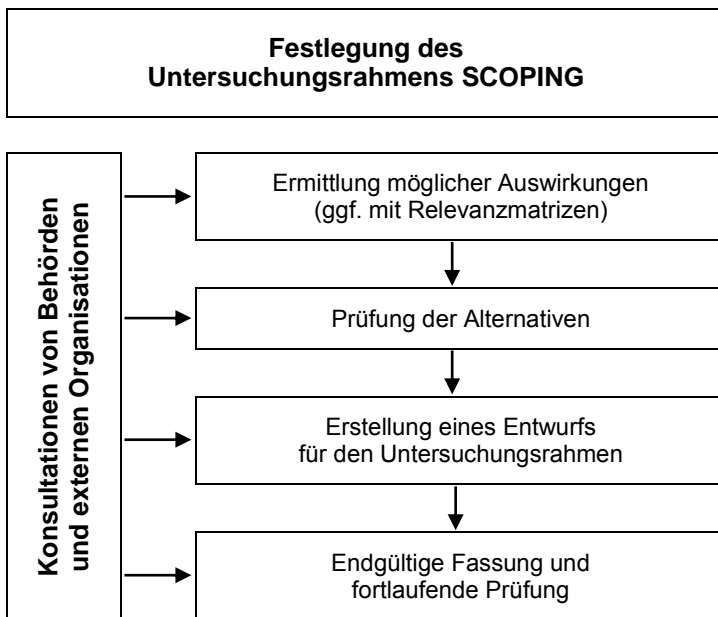 Festlegung des
Untersuchungsrahmens SCOPING
Konsultationen von Behörden
und externen Organisationen
Ermittlung möglicher Auswirkungen
(ggf. mit Relevanzmatrizen)
Prüfung der Alternativen
Erstellung eines Entwurfs
für den Untersuchungsrahmen
Endgültige Fassung und
fortlaufende Prüfung